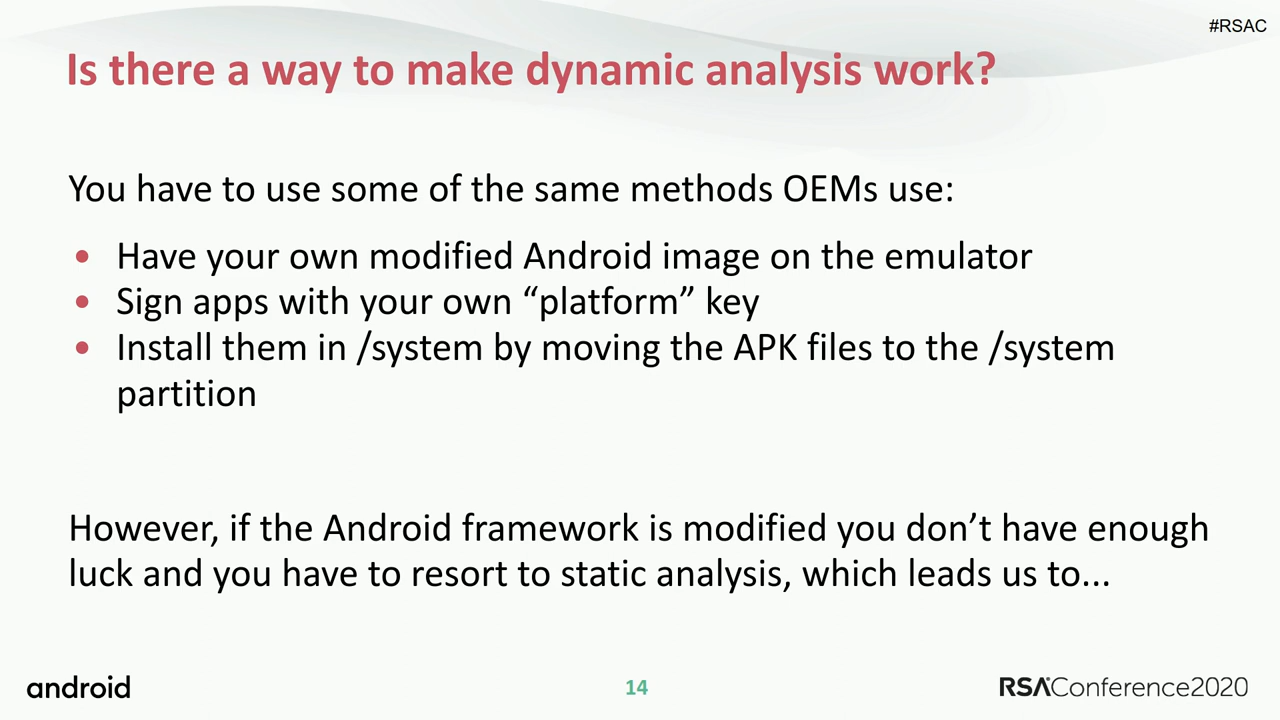 #RSAC
Is there a way to make dynamic analysis work?
You have to use some of the same methods OEMs use:
• Have your own modified Android image on the emulator
• Sign apps with your own “platform” key
• Install them in /system by moving the APK files to the /system
partition
However, if the Android framework is modified you don’t have enough
luck and you have to resort to static analysis, which leads us to...
android
14
RSA Conference2020